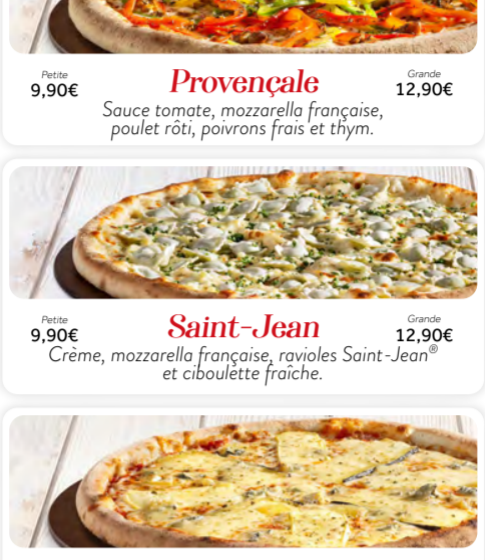 Petite
Provençale
Grande
9,90€
12,90€
Sauce tomate, mozzarella française,
poulet rôti, poivrons frais et thym.
Petite
Saint-Jean
Grande
9,90€
12,90€
Crème, mozzarella française, ravioles Saint-Jean®
et ciboulette fraîche.